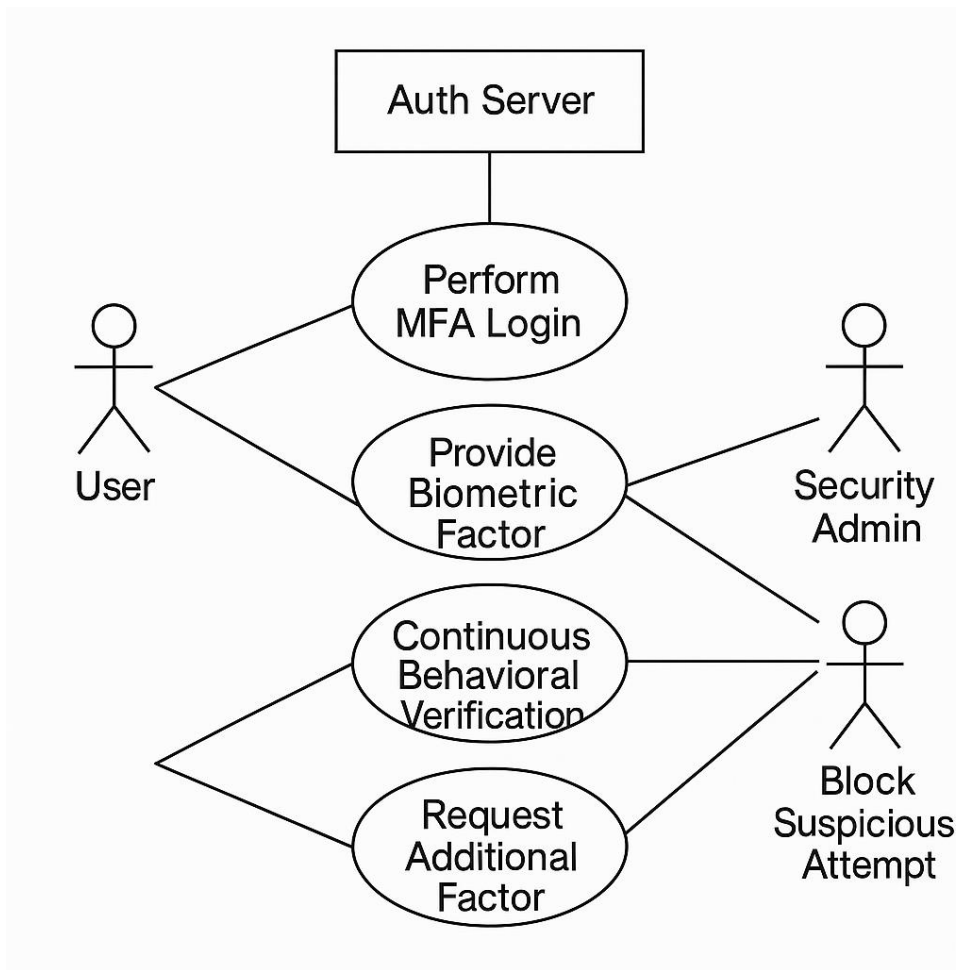 Auth Server
Perform
MFA Login
User
Provide
Biometric
Factor
Security
Admin
Continuous
Behavioral
Verification
Request
Additional
Factor
Block
Suspicious
Attempt